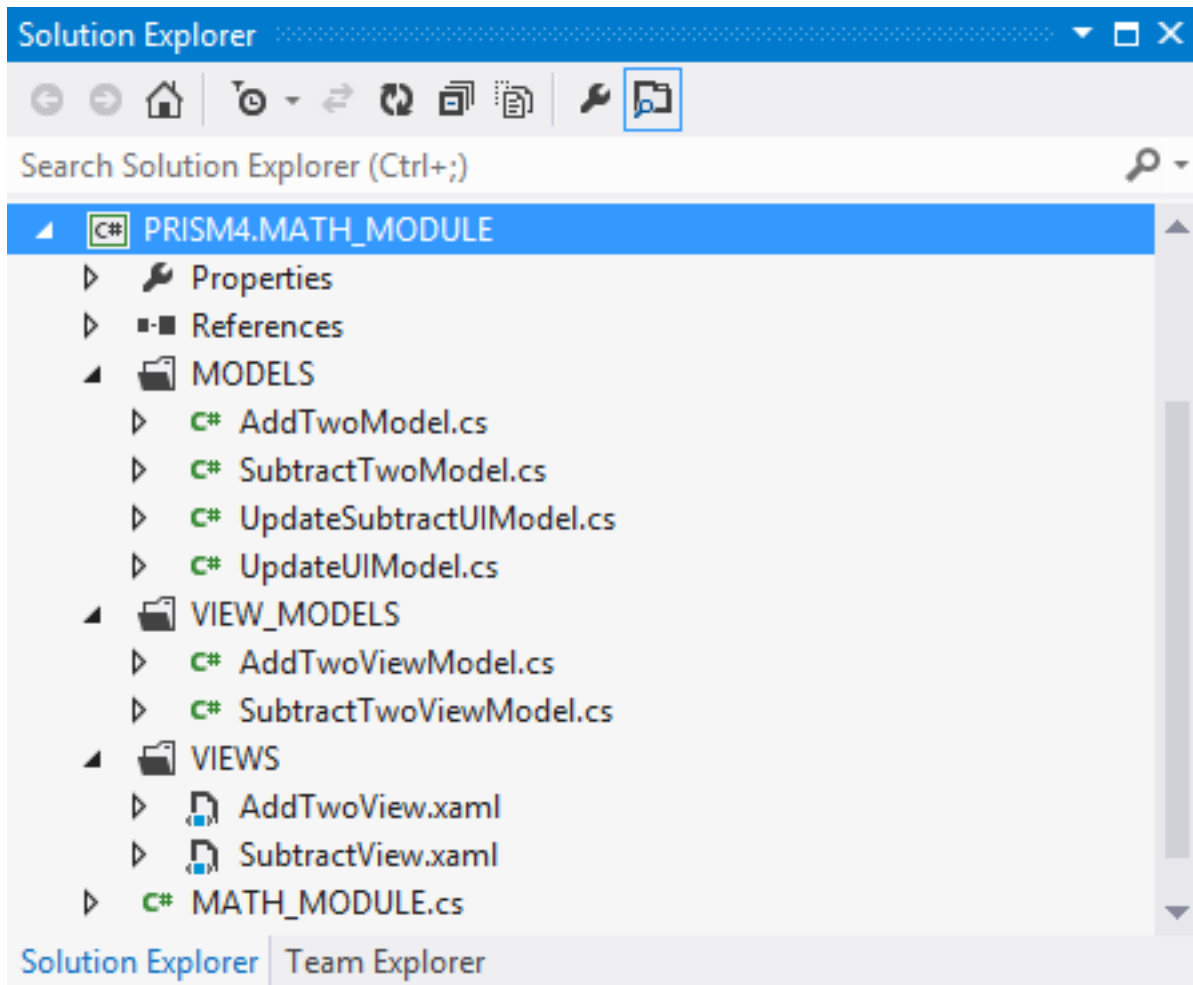 Solution Explorer
Search Solution Explorer (Ctrl+;)
C# PRISM4.MATH_MODULE
Properties
References
MODELS
C# AddTwoModel.cs
C# SubtractTwoModel.cs
C# UpdateSubtractUIModel.cs
C# UpdateUIModel.cs
VIEW_MODELS
C# AddTwoViewModel.cs
C# SubtractTwoViewModel.cs
VIEWS
AddTwoView.xaml
SubtractView.xaml
C# MATH_MODULE.cs
Solution Explorer Team Explorer